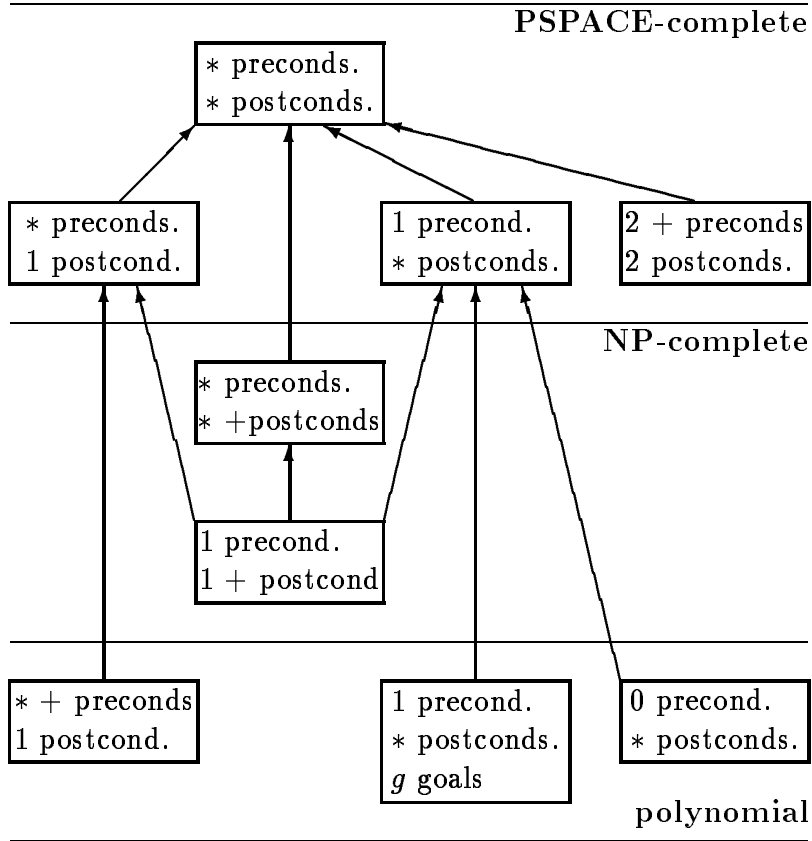 PSPACE-complete
* preconds.
* postconds.
* preconds.
1 postcond.
1 precond.
* postconds.
2 + preconds
2 postconds.
NP-complete
* preconds.
* +postconds
1 precond.
1 + postcond
* + preconds
1 postcond.
1 precond.
* postconds.
g goals
0 precond.
* postconds.
polynomial